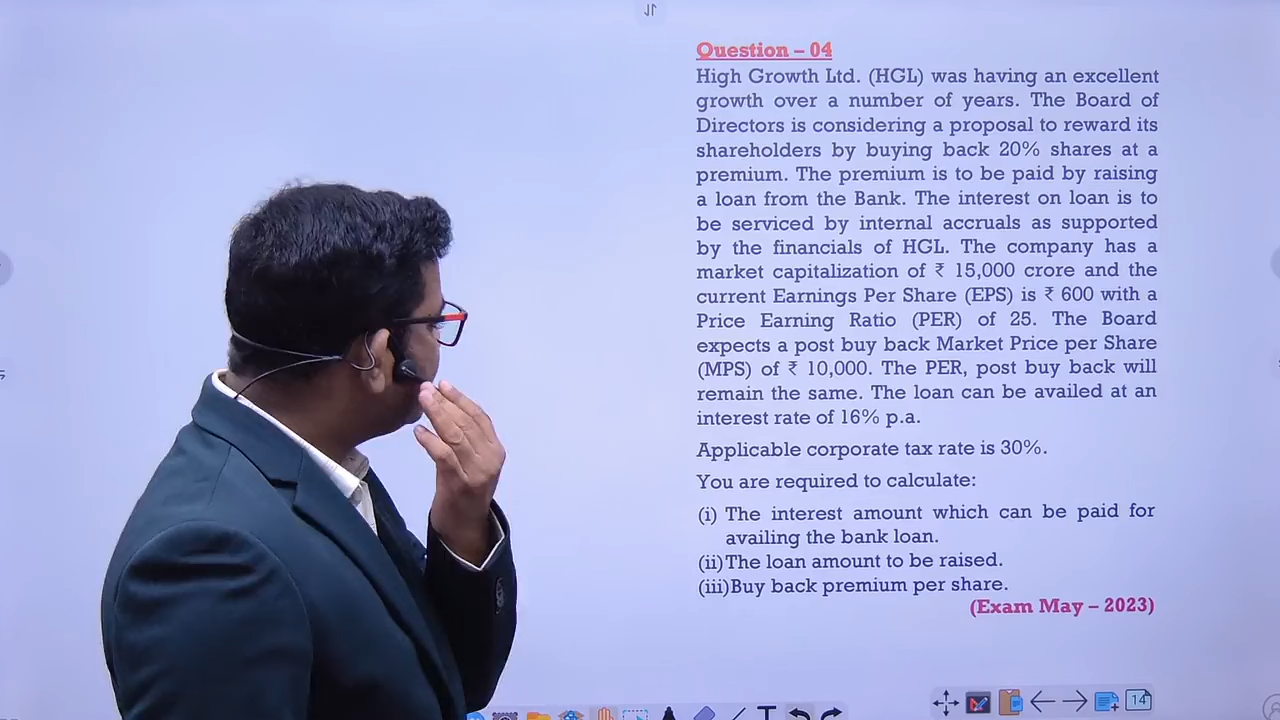 Question – 04
High Growth Ltd. (HGL) was having an excellent
growth over a number of years. The Board of
Directors is considering a proposal to reward its
shareholders by buying back 20% shares at a
premium. The premium is to be paid by raising
a loan from the Bank. The interest on loan is to
be serviced by internal accruals as supported
by the financials of HGL. The company has a
market capitalization of ₹ 15,000 crore and the
current Earnings Per Share (EPS) is ₹ 600 with a
Price Earning Ratio (PER) of 25. The Board
expects a post buy back Market Price per Share
(MPS) of ₹ 10,000. The PER, post buy back will
remain the same. The loan can be availed at an
interest rate of 16% p.a.
Applicable corporate tax rate is 30%.
You are required to calculate:
(i) The interest amount which can be paid for
availing the bank loan.
(ii)The loan amount to be raised.
(iii)Buy back premium per share.
(Exam May – 2023)
14